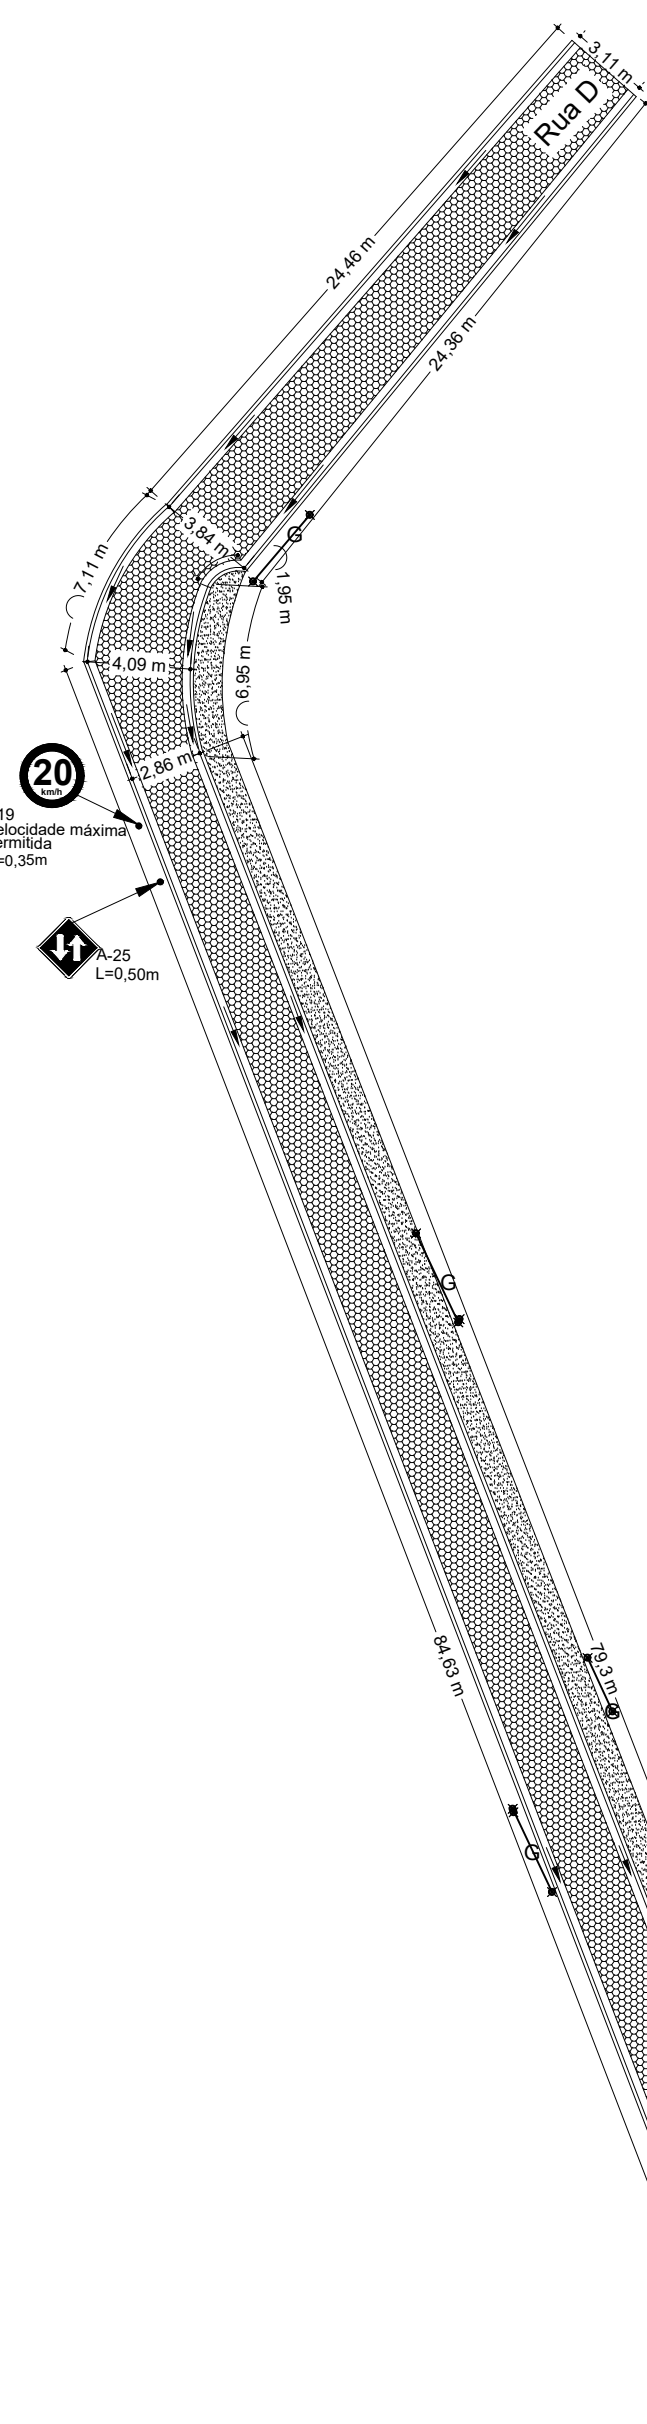 3,11 m
Rua D
24,46 m
24,36 m
3,84 m
G
7,11 m
1,95 m
4,09 m
6,95 m
2,86 m
20
km/h
19
elocidade máxima
ermitida
=0,35m
A-25
L=0,50m
G
84,63 m
79,3 m
G
G